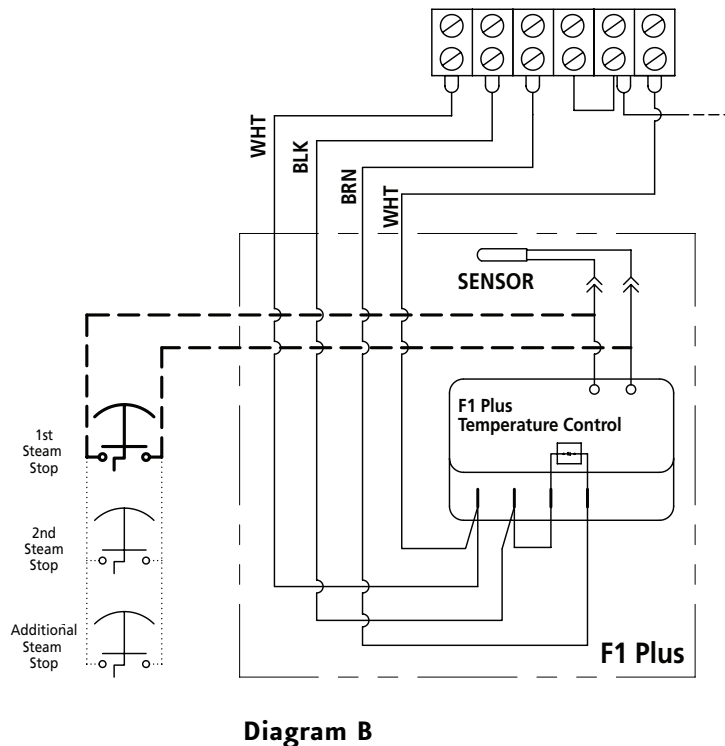 WHT
BLK
BRN
WHT
SENSOR
F1 Plus
Temperature Control
1st
Steam
Stop
2nd
Steam
Stop
Additional
Steam
Stop
F1 Plus
Diagram B